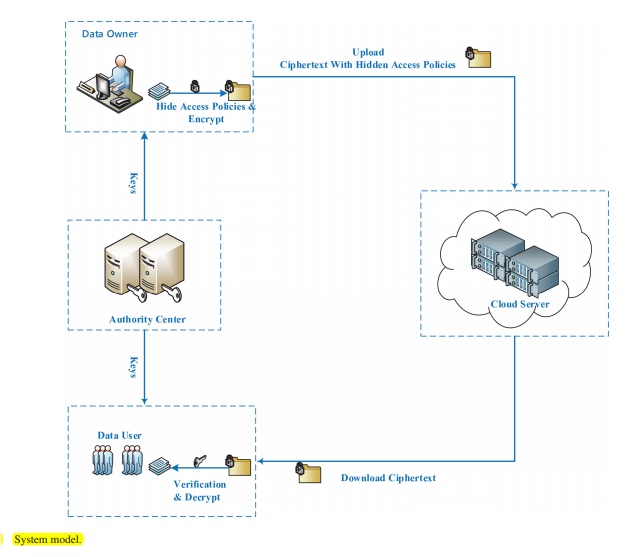 Data Owner
Upload
Ciphertext With Hidden Access Policies
Hide Access Policies &
Encrypt
Keys
Authority Center
Cloud Server
Keys
Data User
Verification
& Decrypt
Download Ciphertext
System model.